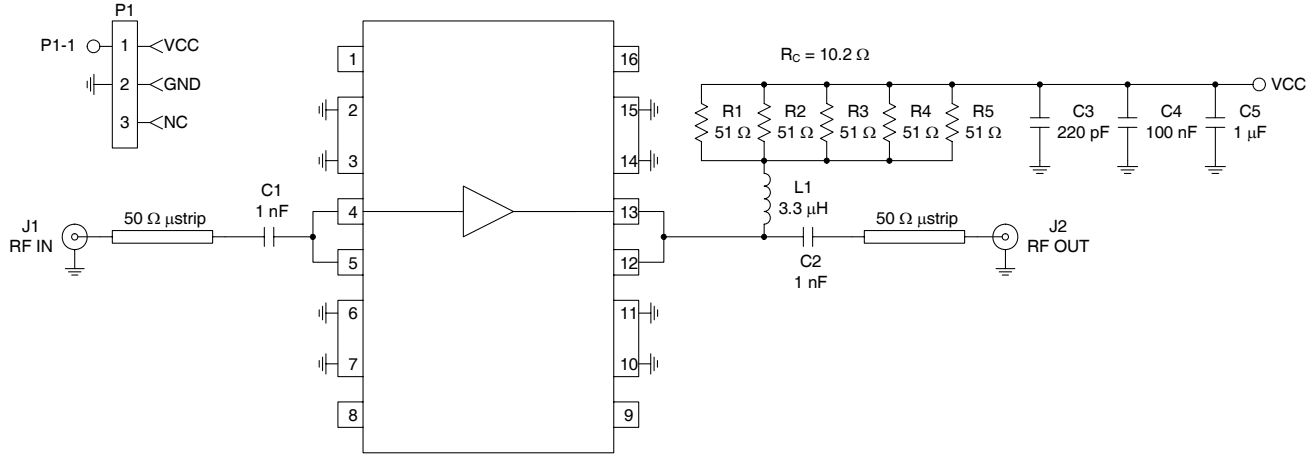 P1
P1-1
1
VCC
2
GND
3
NC
1
2
3
4
5
6
7
8
16
15
14
13
12
11
10
9
J1
RF IN
50 Ω μstrip
C1
1 nF
R_C = 10.2 Ω
R1
51 Ω
R2
51 Ω
R3
51 Ω
R4
51 Ω
R5
51 Ω
C3
220 pF
C4
100 nF
C5
1 μF
VCC
L1
3.3 μH
C2
1 nF
50 Ω μstrip
J2
RF OUT